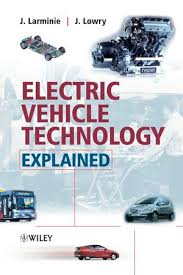 J. Larminie J. Lowry
ELECTRIC
VEHICLE
TECHNOLOGY
EXPLAINED
WILEY